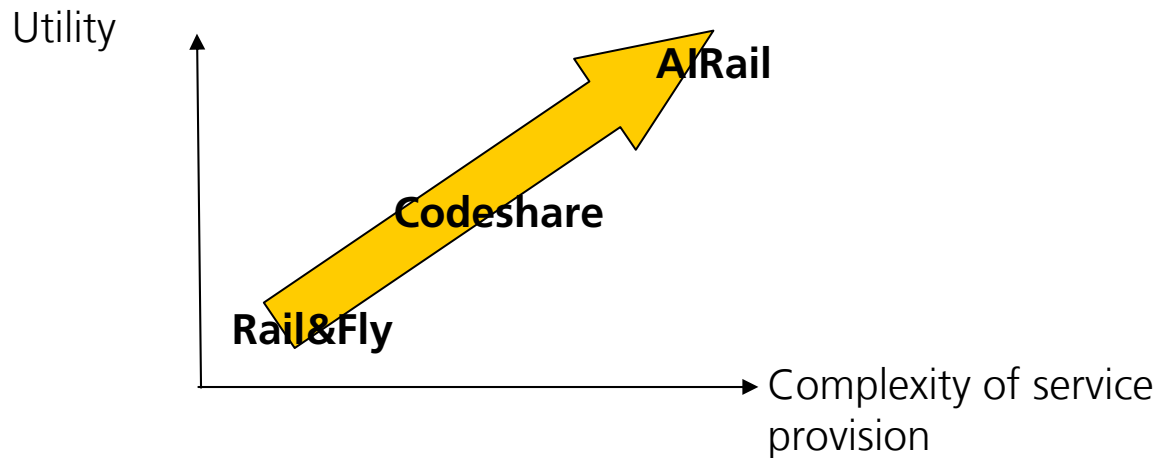 Utility
AIRail
Codeshare
Rail&Fly
Complexity of service
provision